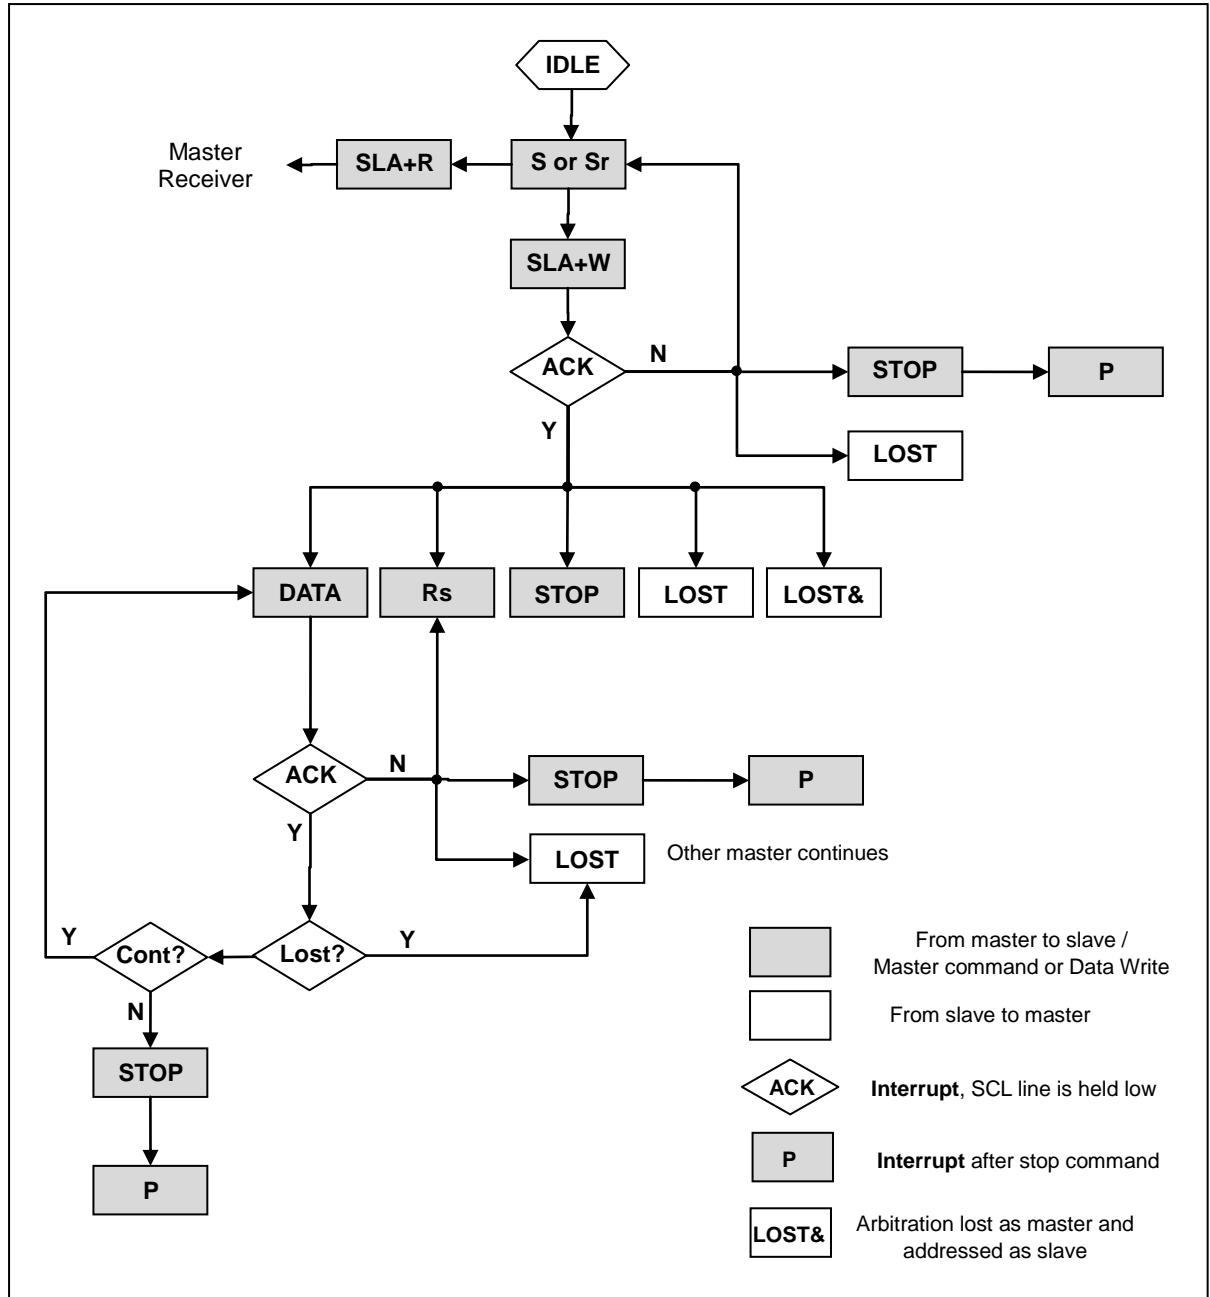 IDLE
Master
Receiver
SLA+R
S or Sr
SLA+W
ACK
N
STOP
P
Y
LOST
DATA
Rs
STOP
LOST
LOST&
ACK
N
STOP
P
Y
LOST
Other master continues
Y
Cont?
Lost?
Y
N
STOP
P
From master to slave /
Master command or Data Write
From slave to master
ACK
Interrupt, SCL line is held low
P
Interrupt after stop command
LOST&
Arbitration lost as master and
addressed as slave